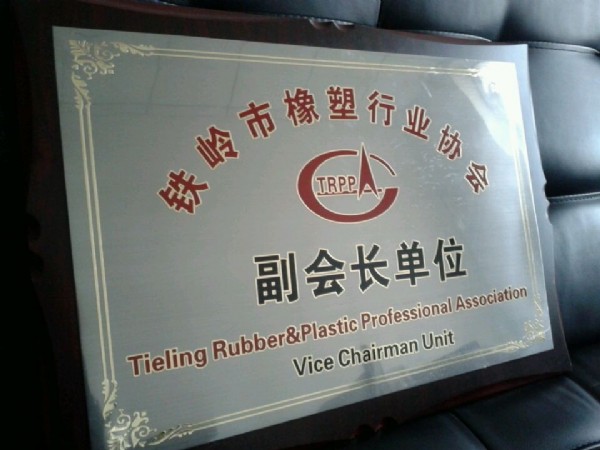 铁岭市橡塑行业协会
TRPPA
副会长单位
Tieling Rubber&Plastic Professional Association
Vice Chairman Unit